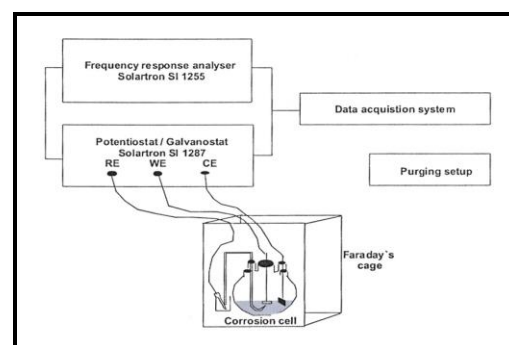 Frequency response analyser
Solartron SI 1255
Data acquistion system
Potentiostat / Galvanostat
Solartron SI 1287
RE WE CE
Purging setup
Faraday`s
cage
Corrosion cell